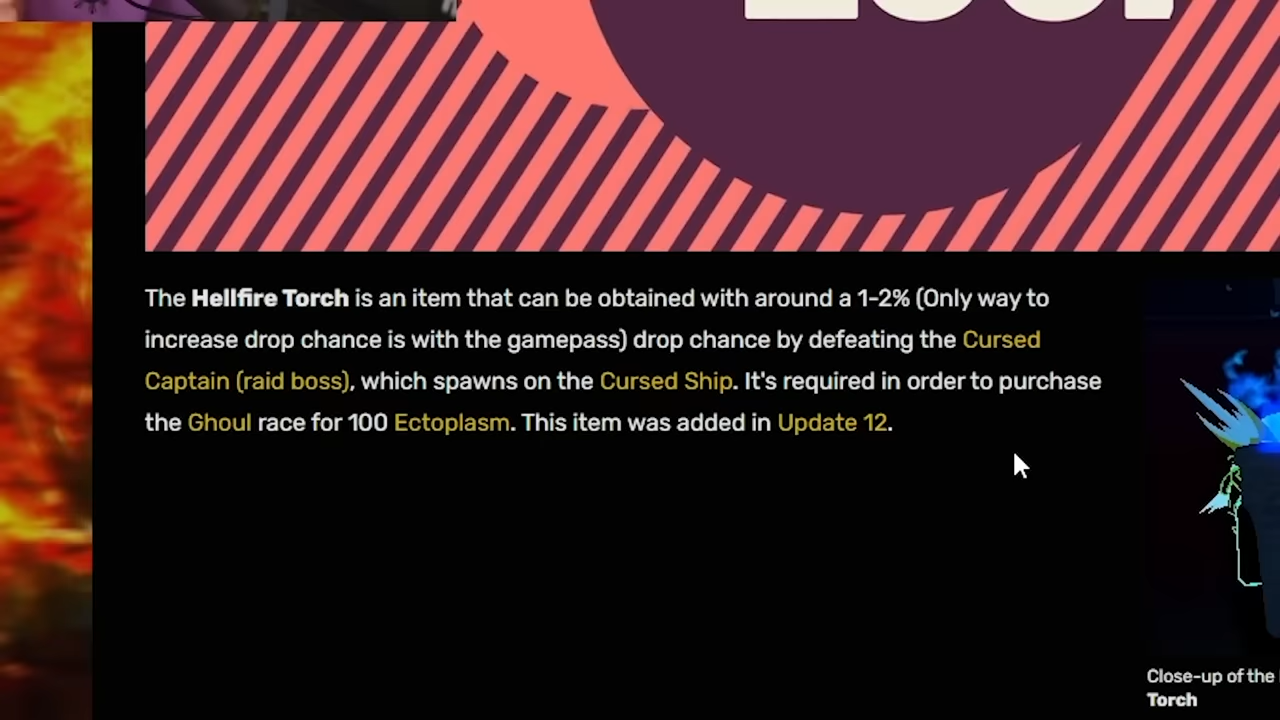 The Hellfire Torch is an item that can be obtained with around a 1-2% (Only way to
increase drop chance is with the gamepass) drop chance by defeating the Cursed
Captain (raid boss), which spawns on the Cursed Ship. It's required in order to purchase
the Ghoul race for 100 Ectoplasm. This item was added in Update 12.
Close-up of the
Torch